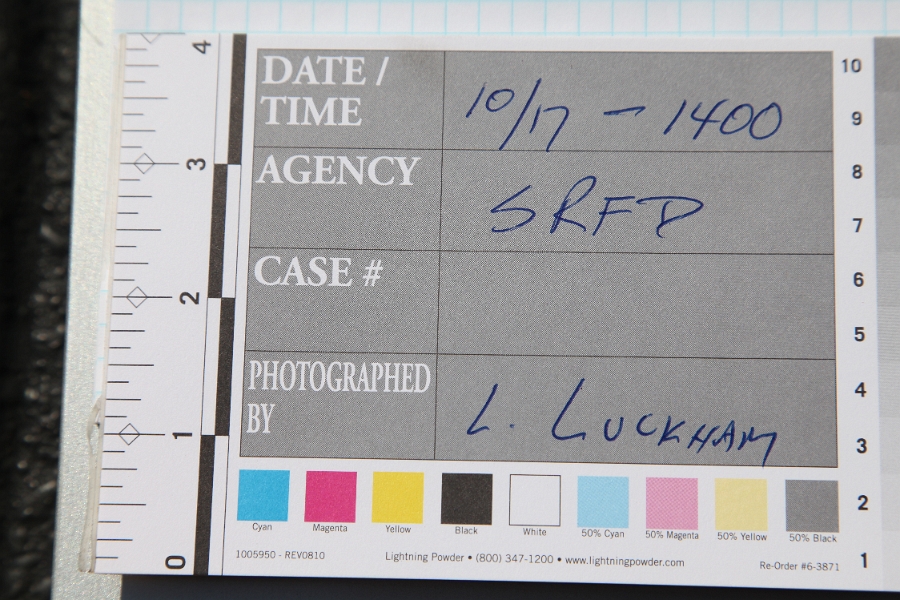 DATE / TIME 10/17 - 1400
AGENCY SRFD
CASE #
PHOTOGRAPHED BY L. LUCKHAM
4
3
2
1
0
10
9
8
7
6
5
4
3
2
1
Cyan Magenta Yellow Black White 50% Cyan 50% Magenta 50% Yellow 50% Black
1005950 - REV0810 Lightning Powder • (800) 347-1200 • www.lightningpowder.com Re-Order #6-3871